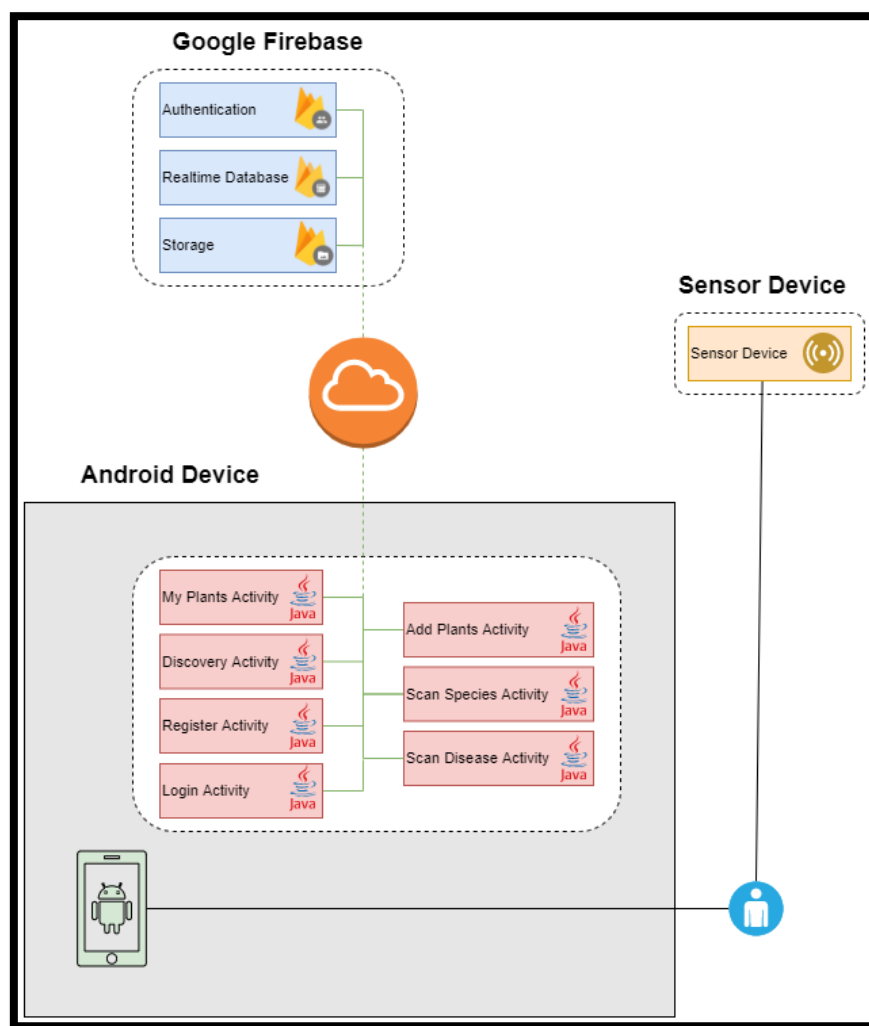 Google Firebase
Authentication
Realtime Database
Storage
Sensor Device
Sensor Device
Android Device
My Plants Activity
Java
Add Plants Activity
Java
Discovery Activity
Java
Scan Species Activity
Java
Register Activity
Java
Scan Disease Activity
Java
Login Activity
Java